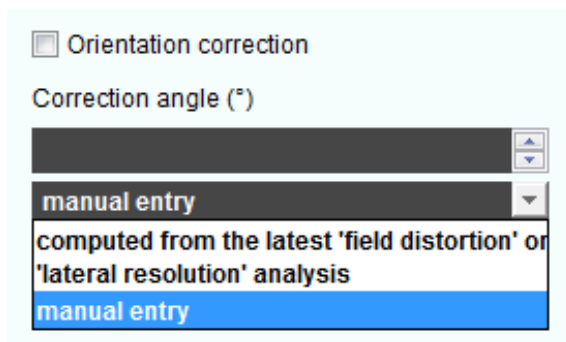 Orientation correction
Correction angle (°)
manual entry
computed from the latest 'field distortion' or
'lateral resolution' analysis
manual entry